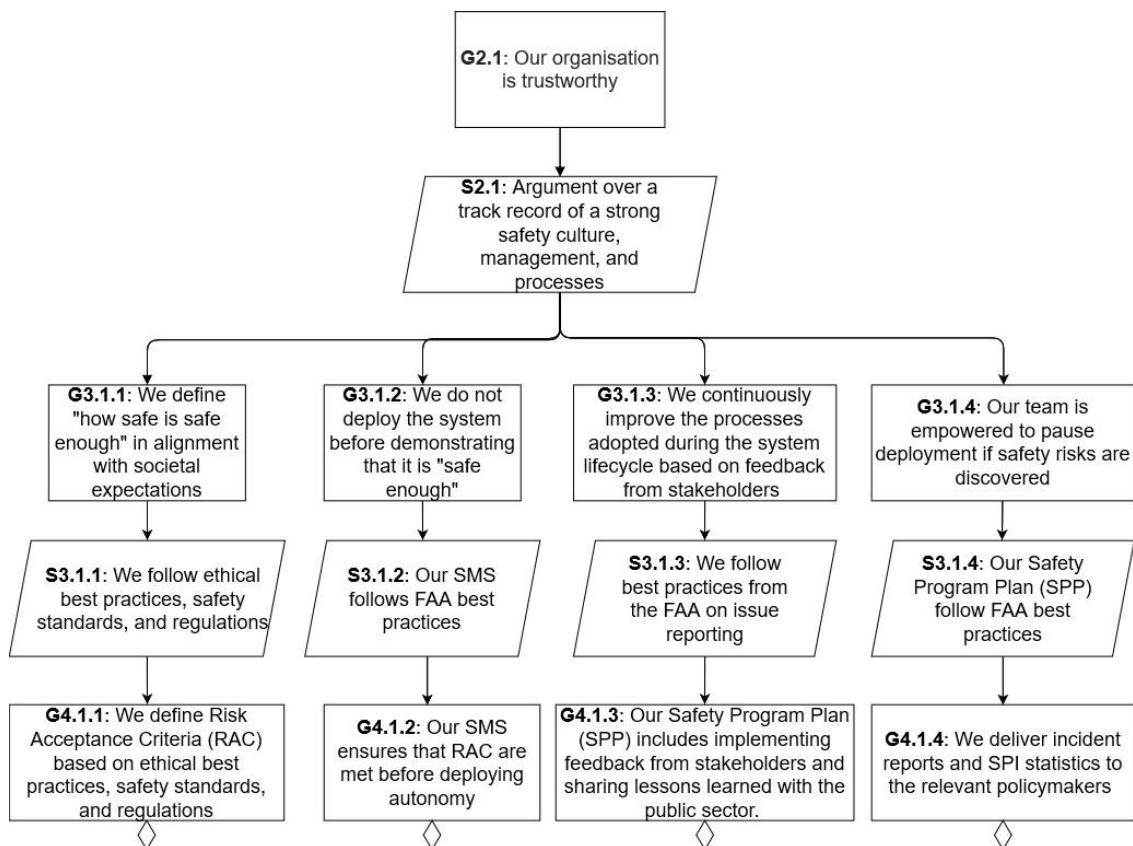 G2.1: Our organisation
is trustworthy
S2.1: Argument over a
track record of a strong
safety culture,
management, and
processes
G3.1.1: We define
"how safe is safe
enough" in alignment
with societal
expectations
G3.1.2: We do not
deploy the system
before demonstrating
that it is "safe
enough"
G3.1.3: We continuously
improve the processes
adopted during the system
lifecycle based on feedback
from stakeholders
G3.1.4: Our team is
empowered to pause
deployment if safety risks are
discovered
S3.1.1: We follow ethical
best practices, safety
standards, and regulations
S3.1.2: Our SMS
follows FAA best
practices
S3.1.3: We follow
best practices from
the FAA on issue
reporting
S3.1.4: Our Safety
Program Plan (SPP)
follow FAA best
practices
G4.1.1: We define Risk
Acceptance Criteria (RAC)
based on ethical best
practices, safety standards,
and regulations
G4.1.2: Our SMS
ensures that RAC are
met before deploying
autonomy
G4.1.3: Our Safety Program Plan
(SPP) includes implementing
feedback from stakeholders and
sharing lessons learned with the
public sector.
G4.1.4: We deliver incident
reports and SPI statistics to
the relevant policymakers